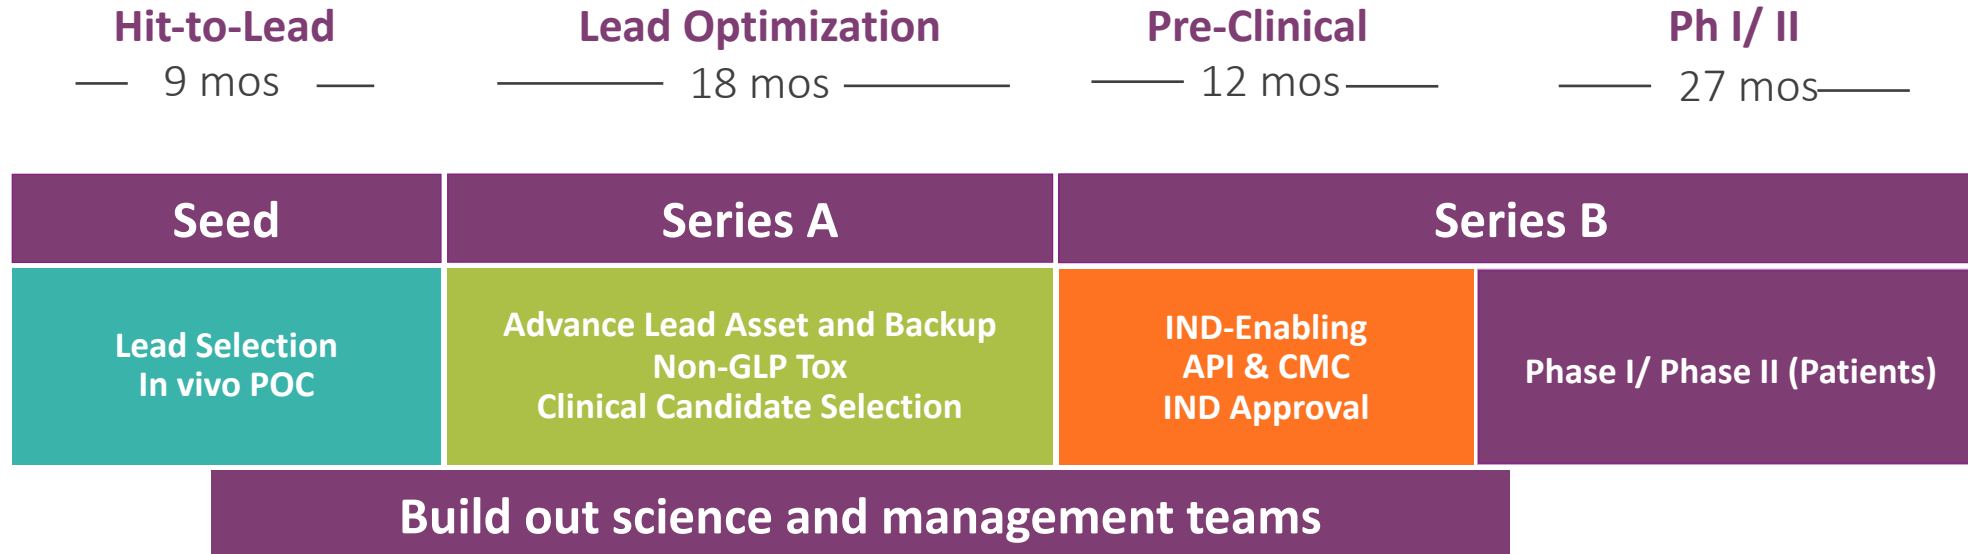 Hit-to-Lead
9 mos
Lead Optimization
18 mos
Pre-Clinical
12 mos
Ph I/ II
27 mos
Seed
Series A
Series B
Lead Selection
In vivo POC
Advance Lead Asset and Backup
Non-GLP Tox
Clinical Candidate Selection
IND-Enabling
API & CMC
IND Approval
Phase I/ Phase II (Patients)
Build out science and management teams